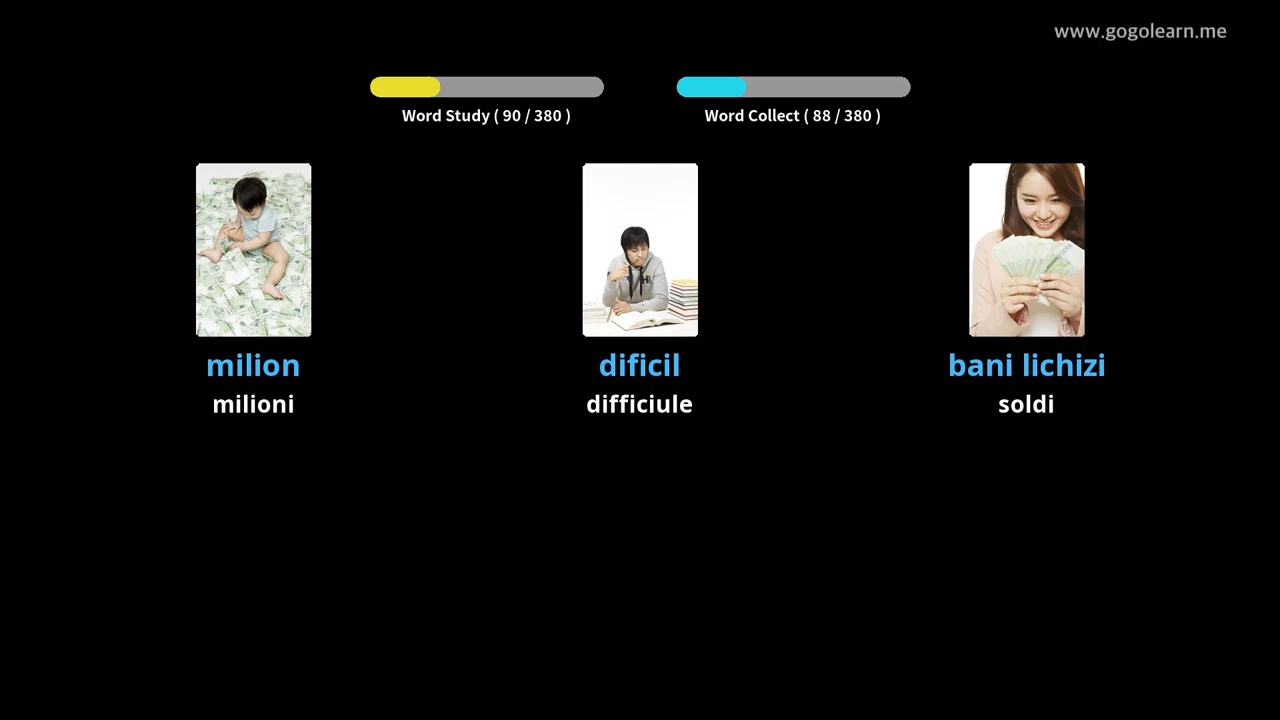 www.gogolearn.me
Word Study ( 90 / 380 )
Word Collect ( 88 / 380 )
milion
dificil
bani lichizi
milioni
difficiule
soldi